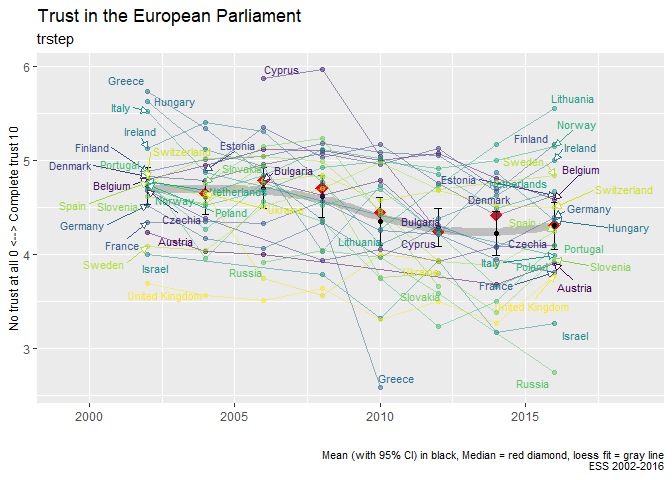 Trust in the European Parliament
trstep
No trust at all 0 <--> Complete trust 10
6
5
4
3
2000
2005
2010
2015
Greece
Italy
Hungary
Ireland
Finland
Switzerland
Denmark
Portugal
Belgium
Spain
Slovenia
Norway
Germany
Czechia
France
Austria
Sweden
Israel
United Kingdom
Cyprus
Estonia
Slovakia
Bulgaria
Netherlands
Poland
Ukraine
Russia
Lithuania
Estonia
Denmark
Bulgaria
Cyprus
Ukraine
Slovakia
Greece
Lithuania
Norway
Finland
Ireland
Sweden
Belgium
Netherlands
Switzerland
Germany
Spain
Hungary
Czechia
Portugal
Italy
Poland
Slovenia
France
Austria
United Kingdom
Israel
Russia
Mean (with 95% CI) in black, Median = red diamond, loess fit = gray line
ESS 2002-2016